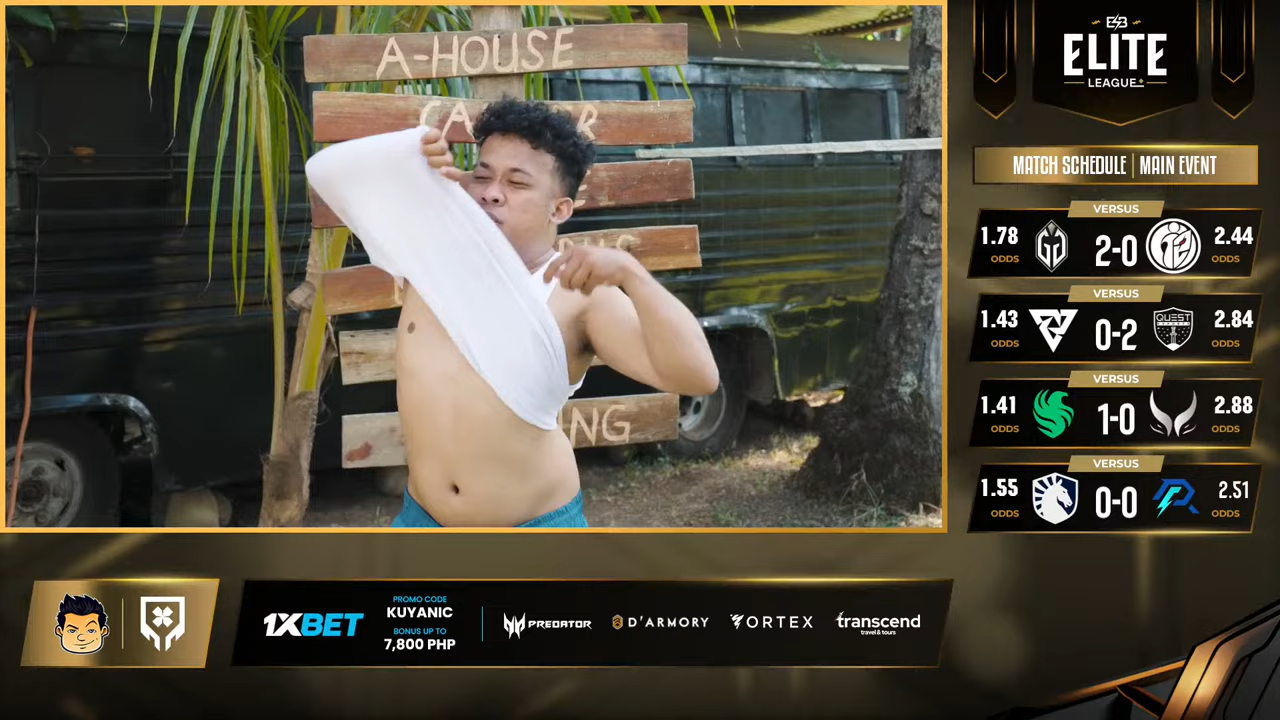 A-HOUSE
CA
R
NG
ESB
ELITE
LEAGUE
MATCH SCHEDULE | MAIN EVENT
VERSUS
1.78
ODDS
2-0
2.44
ODDS
VERSUS
1.43
ODDS
0-2
QUEST
ESPORTS
2.84
ODDS
VERSUS
1.41
ODDS
1-0
2.88
ODDS
VERSUS
1.55
ODDS
0-0
2.51
ODDS
1XBET
PROMO CODE
KUYANIC
BONUS UP TO
7,800 PHP
PREDATOR
D'ARMORY
VORTEX
transcend
travel & tours